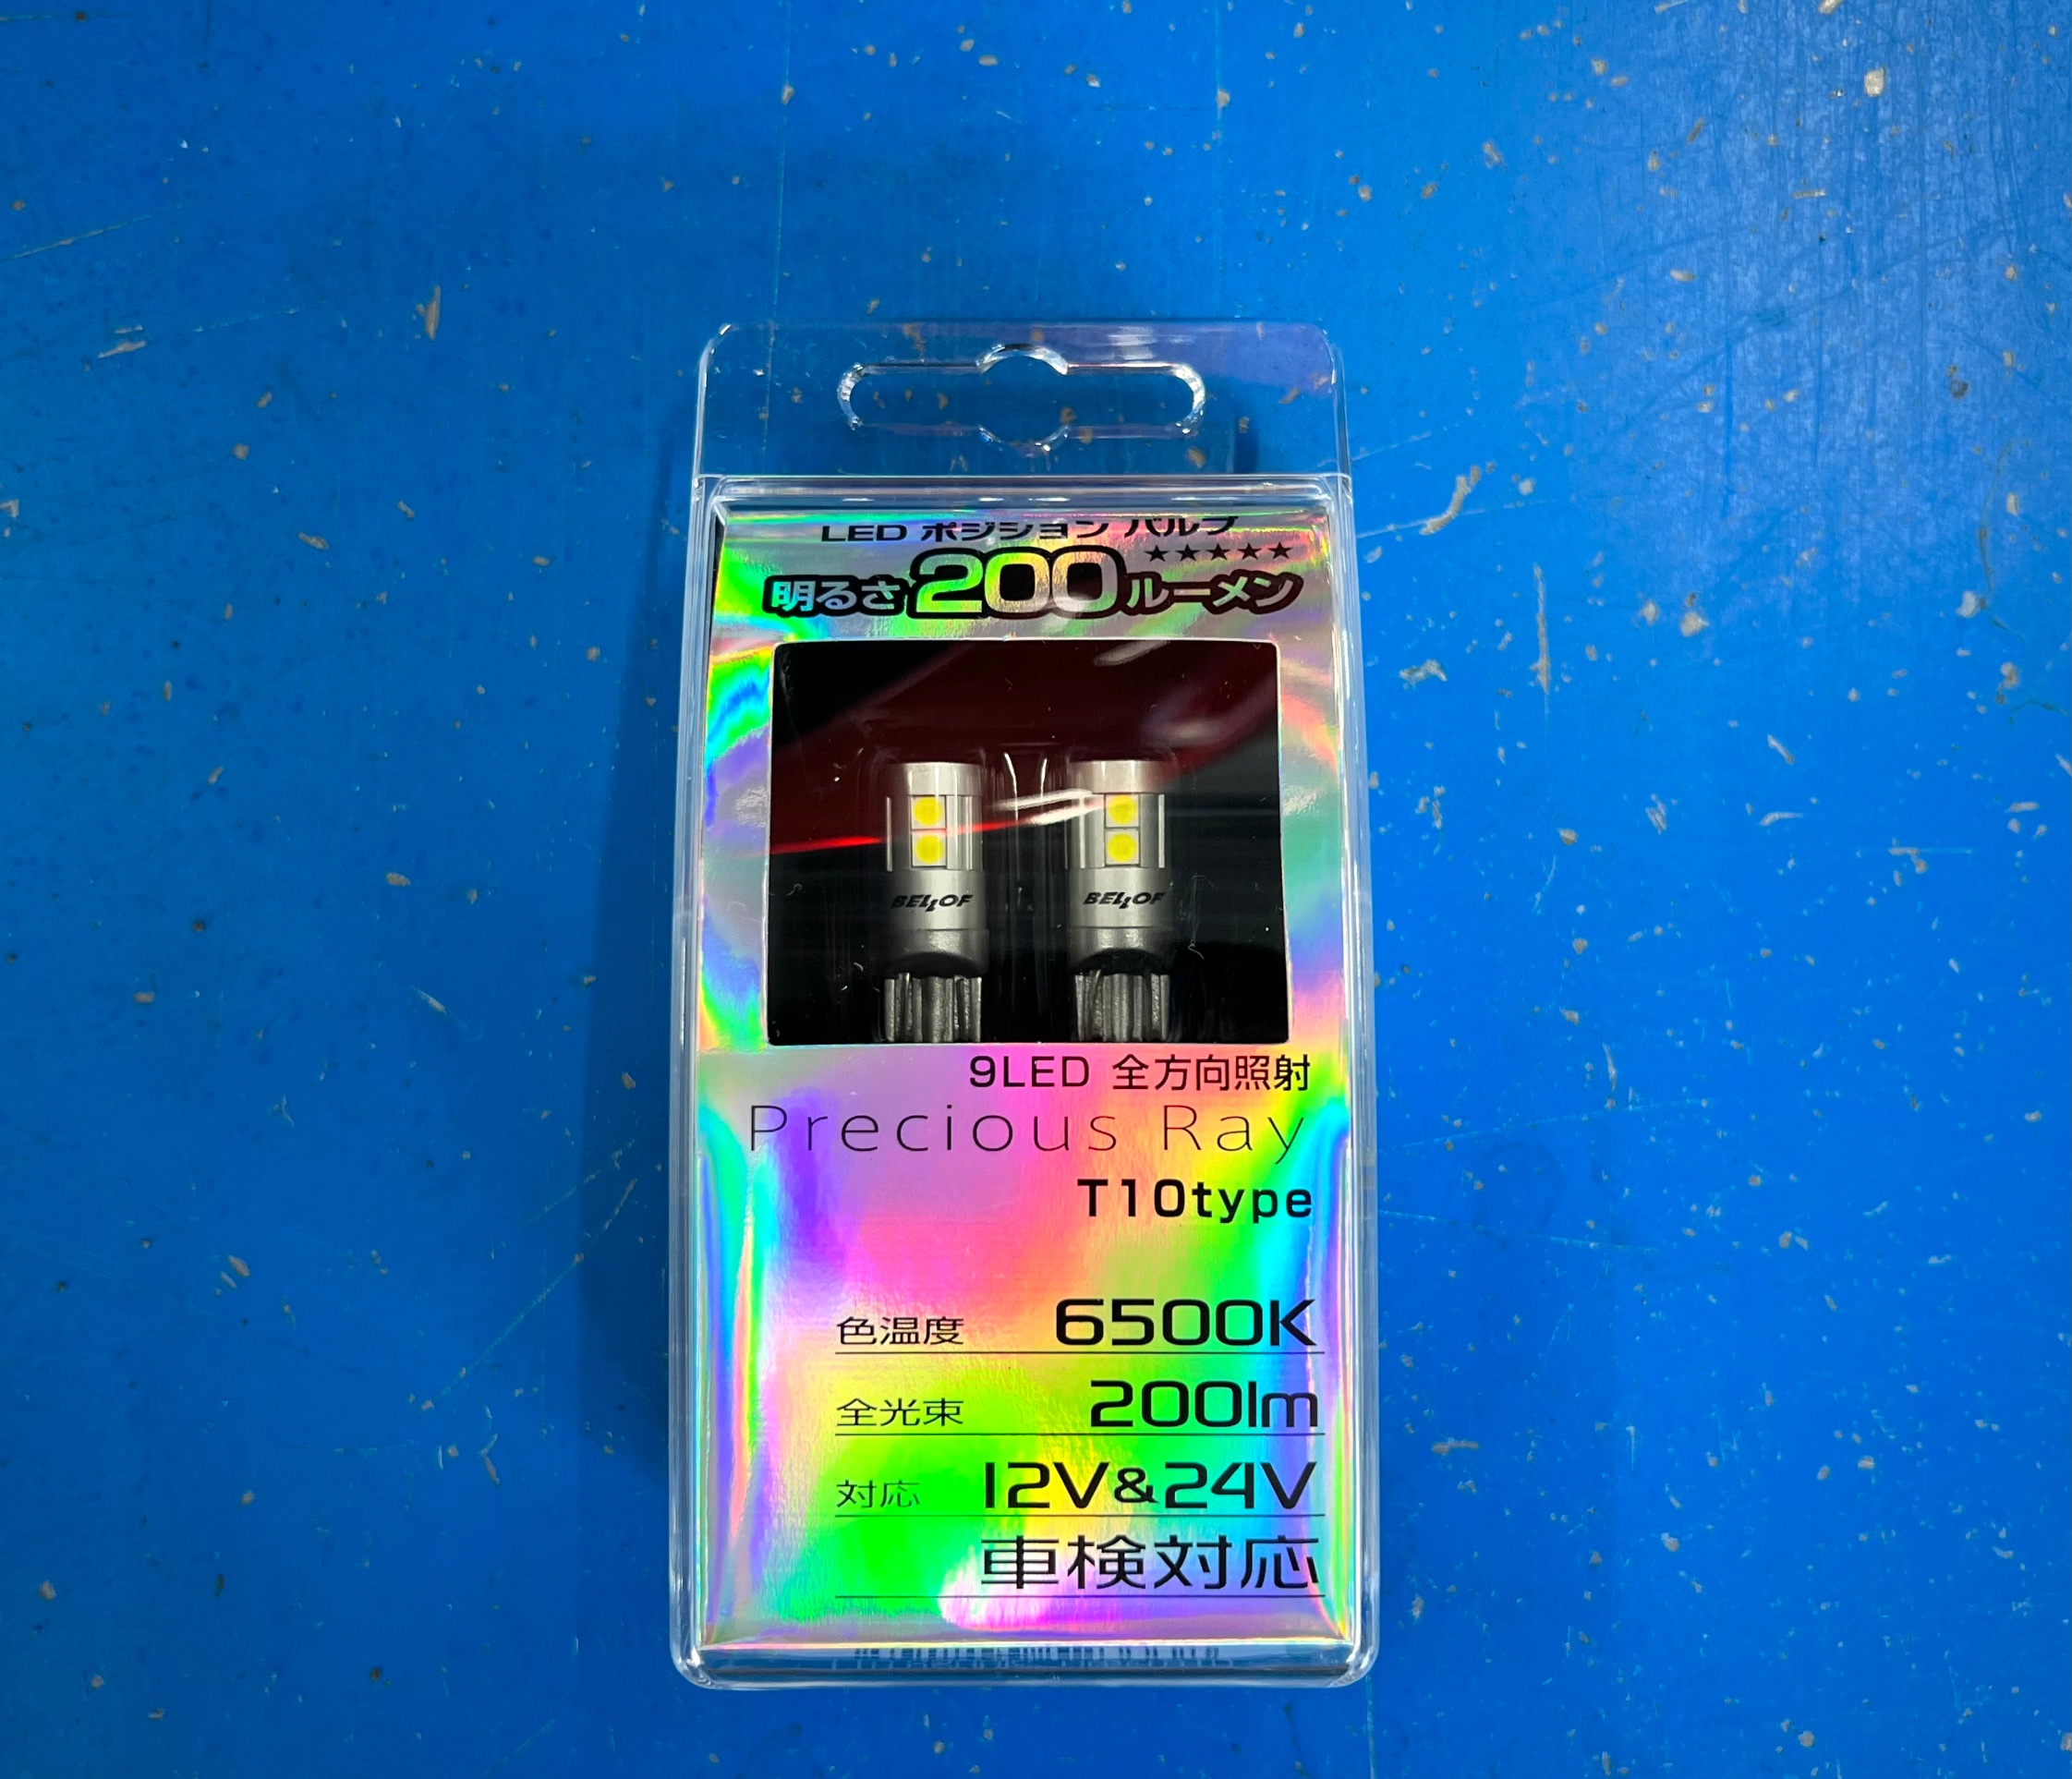 LED ポジション バルブ
★★★★★
明るさ200ルーメン
BELLOF BELLOF
9LED 全方向照射
Precious Ray
T10type
色温度 6500K
全光束 200lm
対応 12V&24V
車検対応